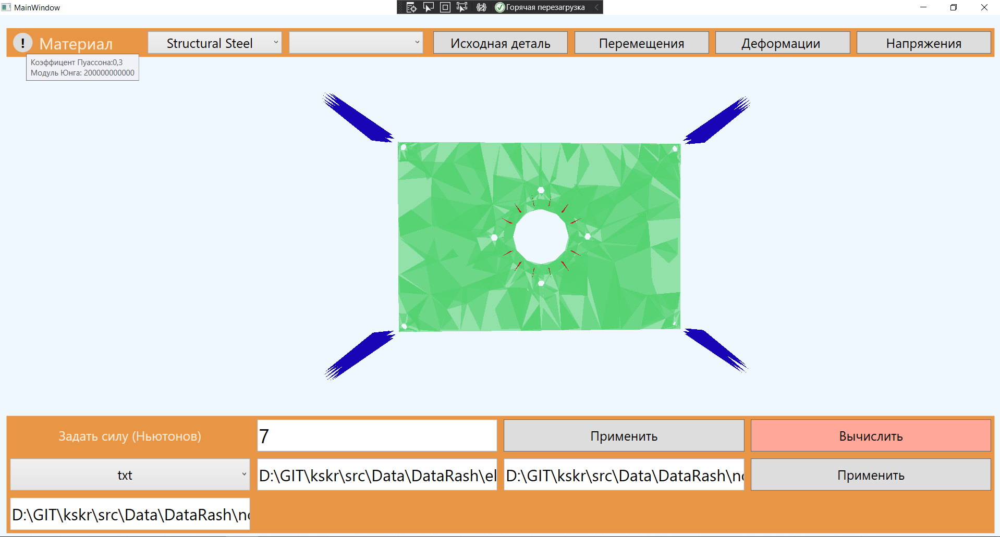 MainWindow
Горячая перезагрузка
! Материал
Structural Steel
Исходная деталь
Перемещения
Деформации
Напряжения
Коэффицент Пуассона:0,3
Модуль Юнга: 200000000000
Задать силу (Ньютонов)
7
Применить
Вычислить
txt
D:\GIT\kskr\src\Data\DataRash\el
D:\GIT\kskr\src\Data\DataRash\no
Применить
D:\GIT\kskr\src\Data\DataRash\no